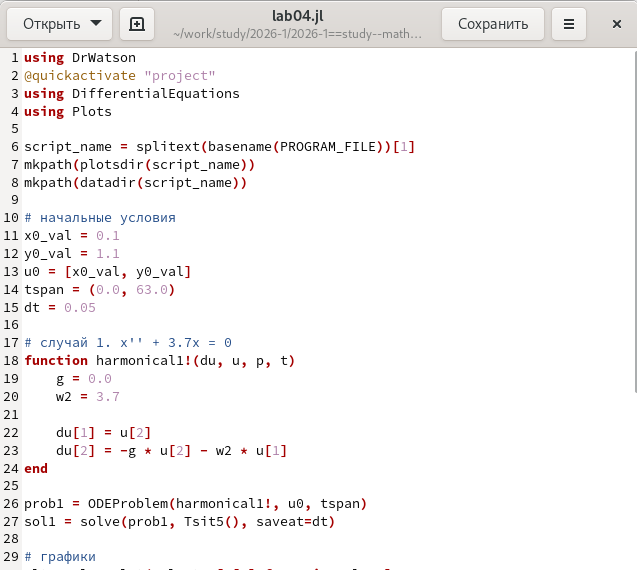 Открыть
lab04.jl
~/work/study/2026-1/2026-1==study--math…
Сохранить
1 using DrWatson
2 @quickactivate "project"
3 using DifferentialEquations
4 using Plots
5
6 script_name = splitext(basename(PROGRAM_FILE))[1]
7 mkpath(plotsdir(script_name))
8 mkpath(datadir(script_name))
9
10 # начальные условия
11 x0_val = 0.1
12 y0_val = 1.1
13 u0 = [x0_val, y0_val]
14 tspan = (0.0, 63.0)
15 dt = 0.05
16
17 # случай 1. x'' + 3.7x = 0
18 function harmonical1!(du, u, p, t)
19     g = 0.0
20     w2 = 3.7
21
22     du[1] = u[2]
23     du[2] = -g * u[2] - w2 * u[1]
24 end
25
26 prob1 = ODEProblem(harmonical1!, u0, tspan)
27 sol1 = solve(prob1, Tsit5(), saveat=dt)
28
29 # графики